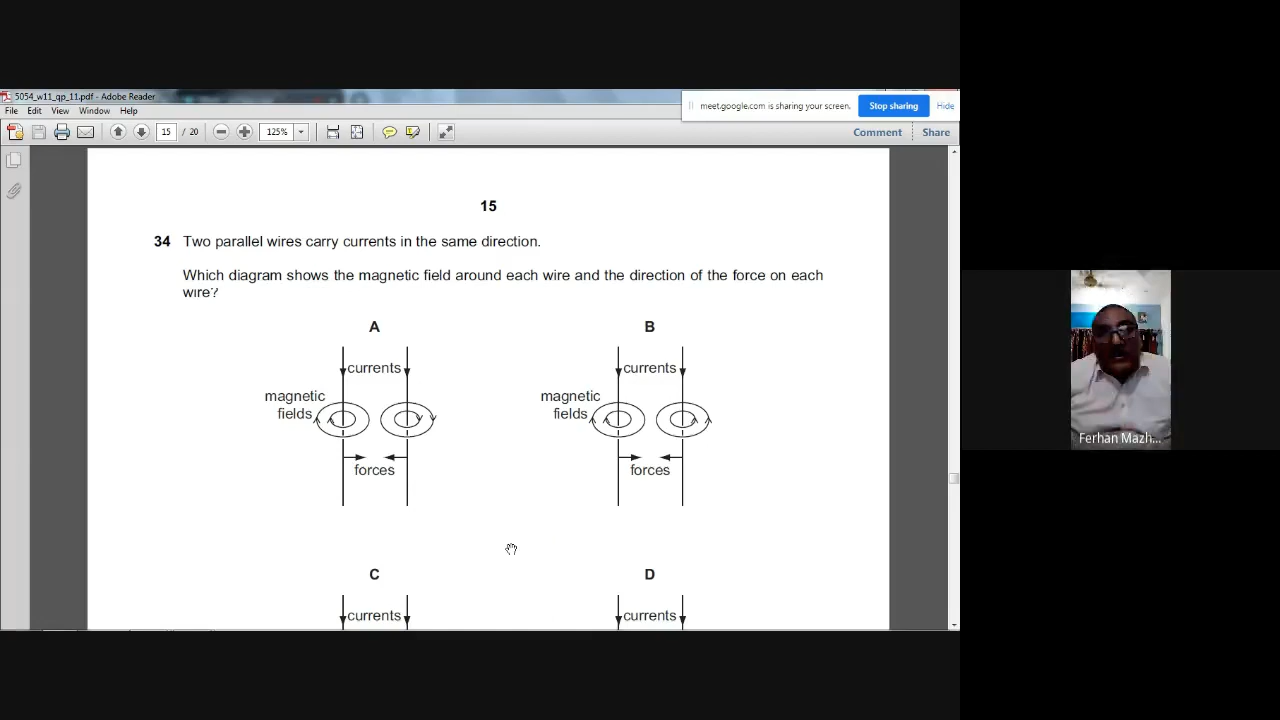 5054_w11_qp_11.pdf - Adobe Reader
File Edit View Window Help
meet.google.com is sharing your screen.
Stop sharing
Hide
15 / 20
125%
Comment
Share
15
34 Two parallel wires carry currents in the same direction.
Which diagram shows the magnetic field around each wire and the direction of the force on each
wire?
A
B
currents
currents
magnetic
fields
magnetic
fields
forces
forces
C
D
currents
currents
Ferhan Mazh...